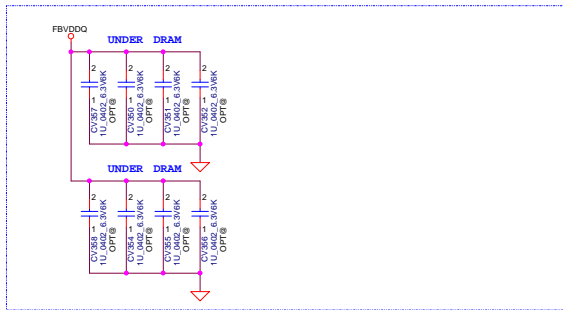 FBVDDQ
UNDER DRAM
2
2
2
2
1
1
1
1
CV357
1U_0402_6.3V6K
OPT@
CV350
1U_0402_6.3V6K
OPT@
CV351
1U_0402_6.3V6K
OPT@
CV352
1U_0402_6.3V6K
OPT@
UNDER DRAM
2
2
2
2
1
1
1
1
CV358
1U_0402_6.3V6K
OPT@
CV354
1U_0402_6.3V6K
OPT@
CV355
1U_0402_6.3V6K
OPT@
CV356
1U_0402_6.3V6K
OPT@